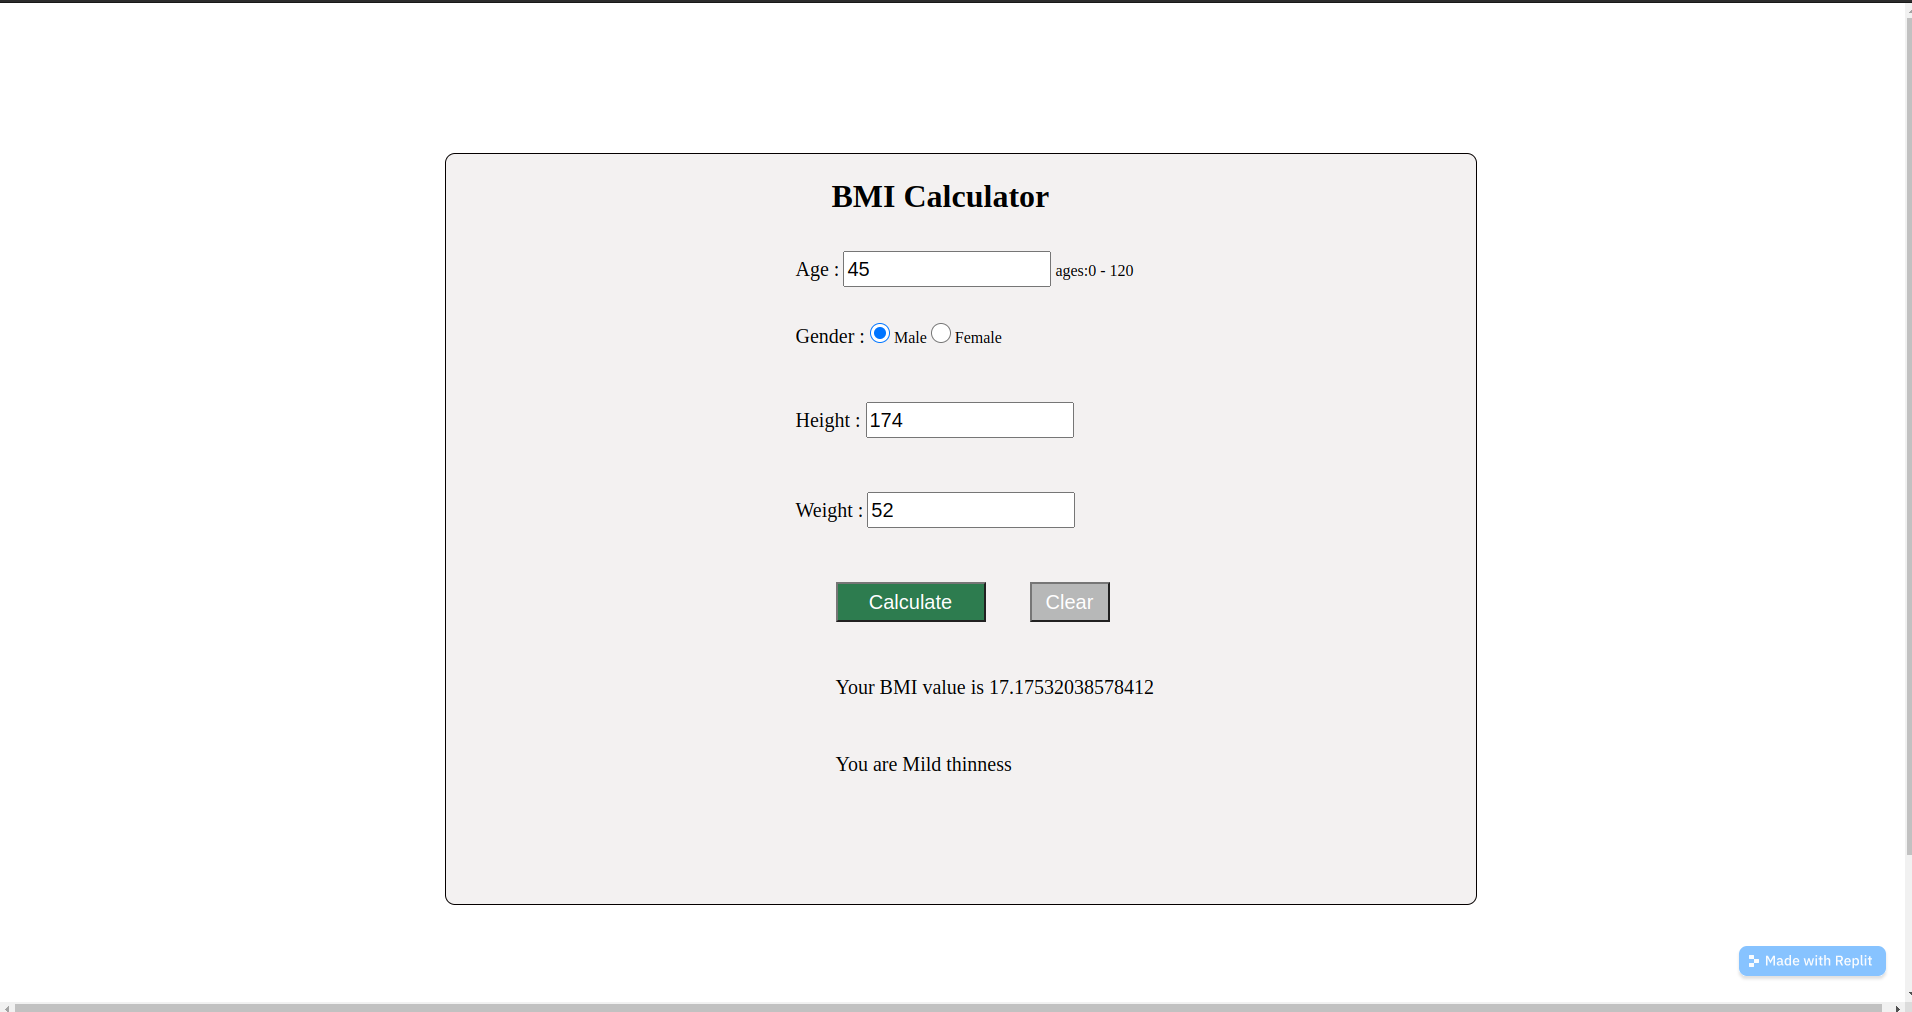 BMI Calculator
Age : 45 ages:0 - 120
Gender : Male Female
Height : 174
Weight : 52
Calculate Clear
Your BMI value is 17.17532038578412
You are Mild thinness
Made with Replit